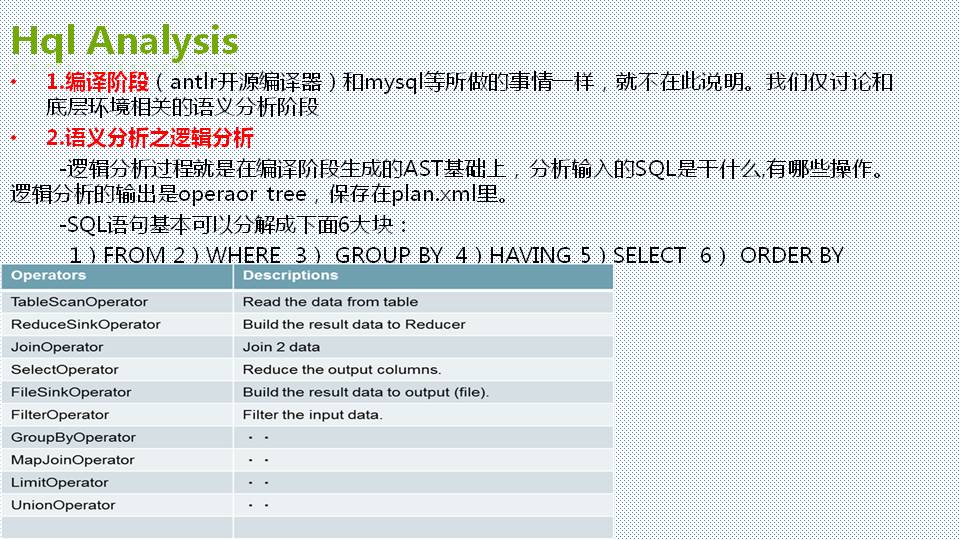 Hql Analysis
• 1.编译阶段（antlr开源编译器）和mysql等所做的事情一样，就不在此说明。我们仅讨论和
底层环境相关的语义分析阶段
• 2.语义分析之逻辑分析
-逻辑分析过程就是在编译阶段生成的AST基础上，分析输入的SQL是干什么,有哪些操作。
逻辑分析的输出是operaor tree，保存在plan.xml里。
-SQL语句基本可以分解成下面6大块：
1）FROM 2）WHERE 3） GROUP BY 4）HAVING 5）SELECT 6） ORDER BY
Operators Descriptions
TableScanOperator Read the data from table
ReduceSinkOperator Build the result data to Reducer
JoinOperator Join 2 data
SelectOperator Reduce the output columns.
FileSinkOperator Build the result data to output (file).
FilterOperator Filter the input data.
GroupByOperator ・・
MapJoinOperator ・・
LimitOperator ・・
UnionOperator ・・